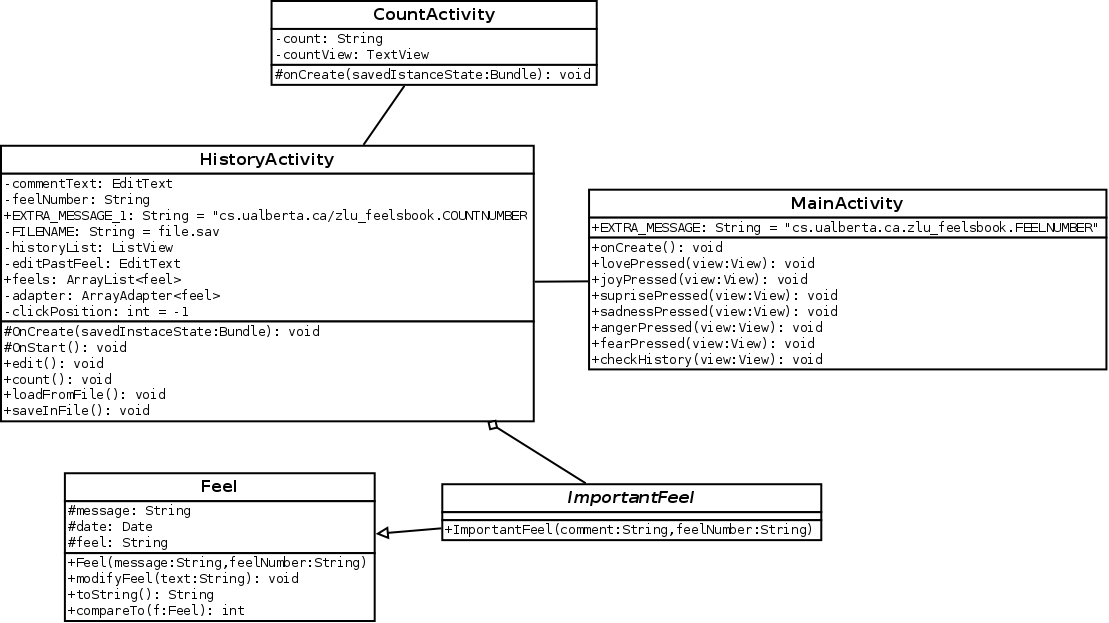 CountActivity
-count: String
-countView: TextView
#onCreate(savedIstanceState:Bundle): void
HistoryActivity
-commentText: EditText
-feelNumber: String
+EXTRA_MESSAGE_1: String = "cs.ualberta.ca/zlu_feelsbook.COUNTNUMBER
-FILENAME: String = file.sav
-historyList: ListView
-editPastFeel: EditText
+feels: ArrayList<feel>
-adapter: ArrayAdapter<feel>
-clickPosition: int = -1
#OnCreate(savedInstaceState:Bundle): void
#OnStart(): void
+edit(): void
+count(): void
+loadFromFile(): void
+saveInFile(): void
MainActivity
+EXTRA_MESSAGE: String = "cs.ualberta.ca.zlu_feelsbook.FEELNUMBER"
+onCreate(): void
+lovePressed(view:View): void
+joyPressed(view:View): void
+suprisePressed(view:View): void
+sadnessPressed(view:View): void
+angerPressed(view:View): void
+fearPressed(view:View): void
+checkHistory(view:View): void
Feel
#message: String
#date: Date
#feel: String
+Feel(message:String,feelNumber:String)
+modifyFeel(text:String): void
+toString(): String
+compareTo(f:Feel): int
ImportantFeel
+ImportantFeel(comment:String,feelNumber:String)